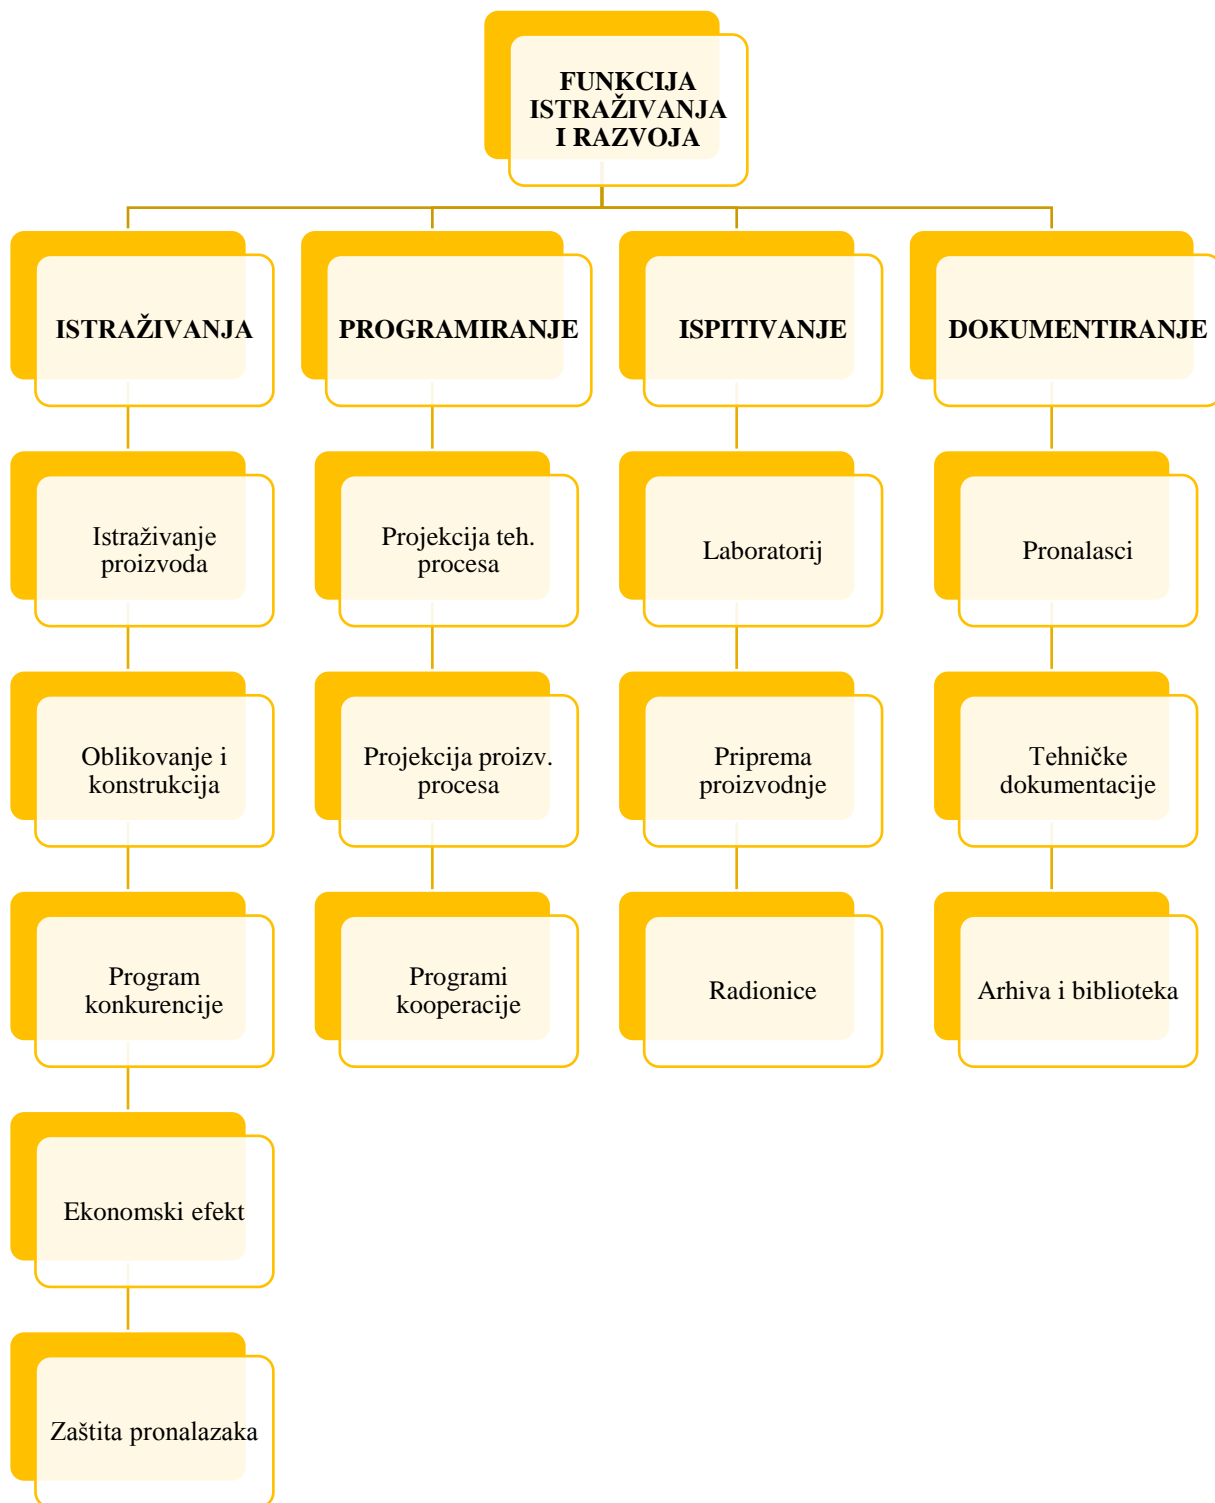 FUNKCIJA
ISTRAŽIVANJA
I RAZVOJA
ISTRAŽIVANJA
PROGRAMIRANJE
ISPITIVANJE
DOKUMENTIRANJE
Istraživanje
proizvoda
Projekcija teh.
procesa
Laboratorij
Pronalasci
Oblikovanje i
konstrukcija
Projekcija proizv.
procesa
Priprema
proizvodnje
Tehničke
dokumentacije
Program
konkurencije
Programi
kooperacije
Radionice
Arhiva i biblioteka
Ekonomski efekt
Zaštita pronalazaka